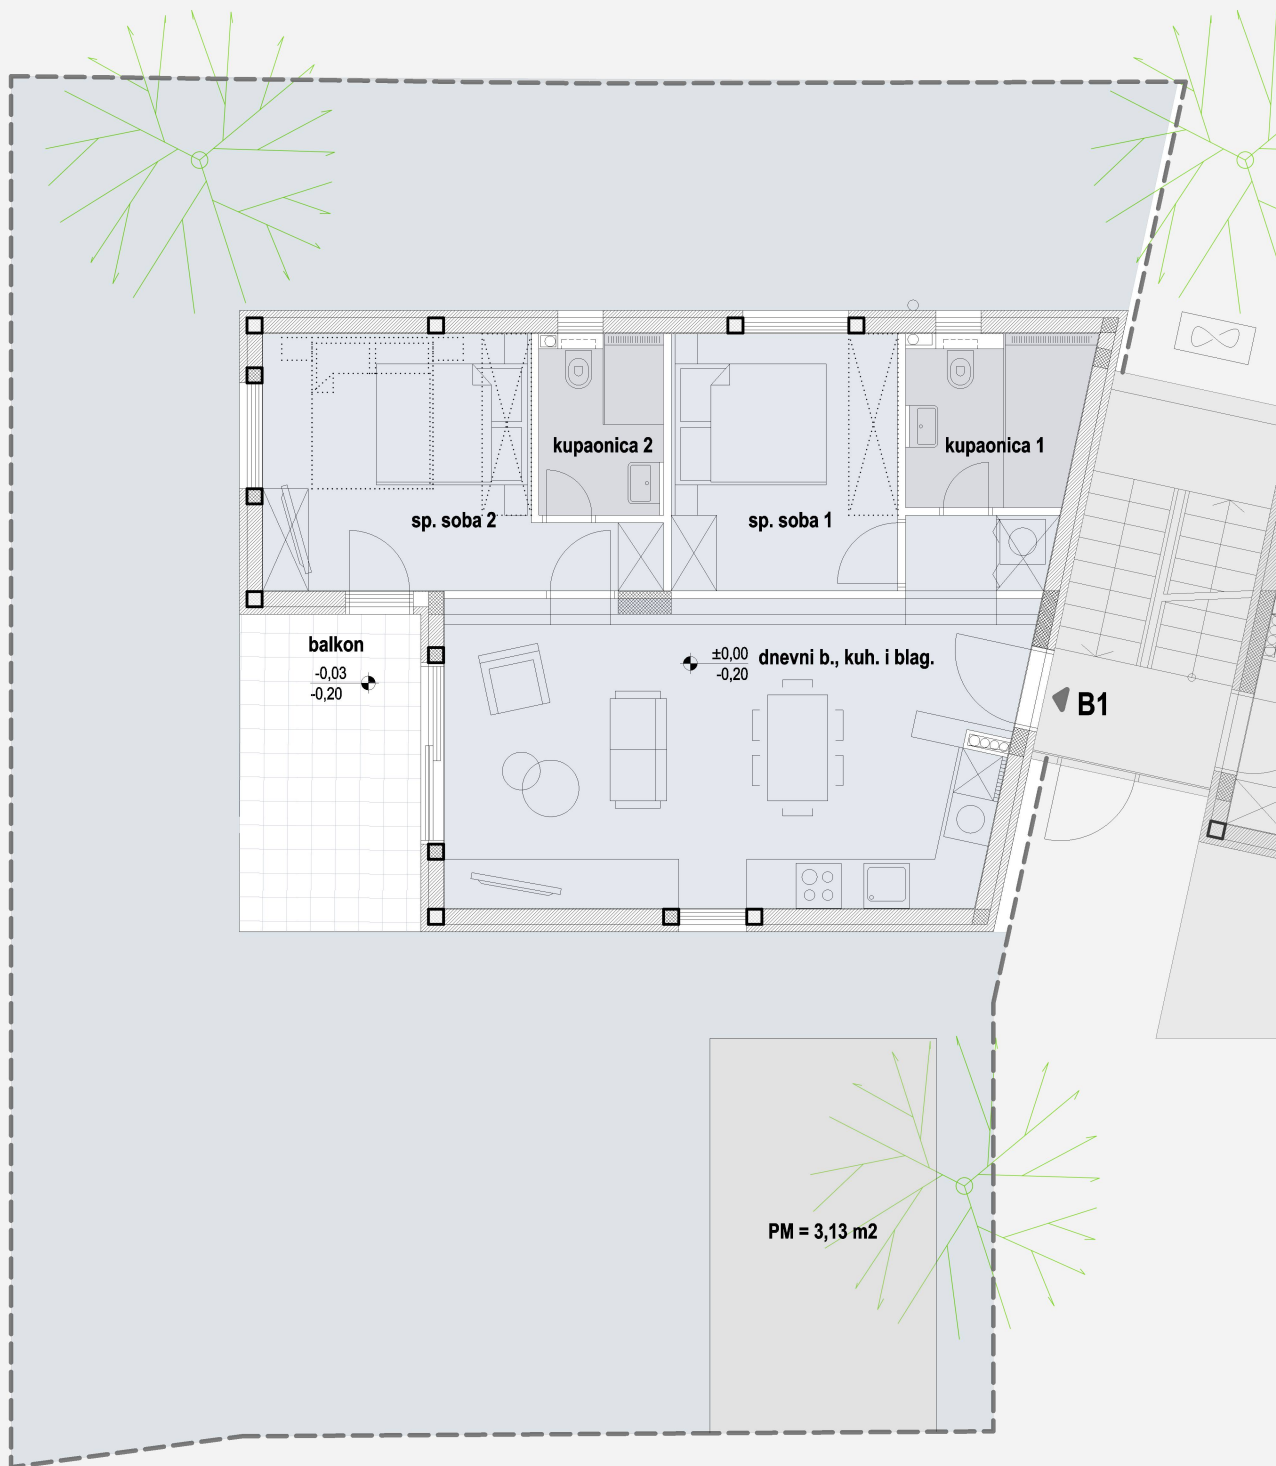 kupaonica 2
kupaonica 1
sp. soba 2
sp. soba 1
balkon
-0,03
-0,20
±0,00
-0,20
dnevni b., kuh. i blag.
B1
PM = 3,13 m2